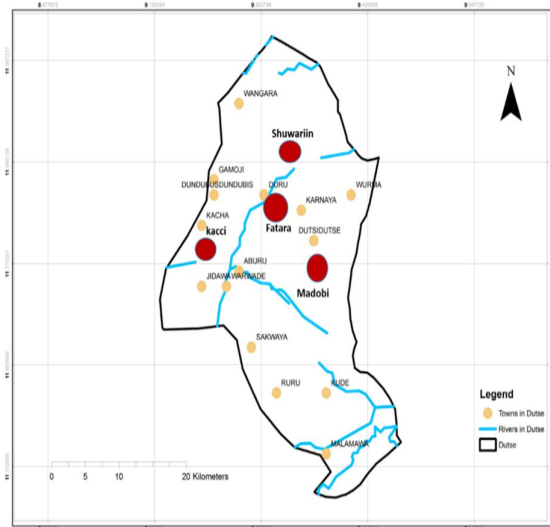 N
WANGARA
Shuwariin
GAMOJI
DUNDUBUSDUNDUBIS
DURU
WURMA
KARNAYA
Fatara
KACHA
DUTSIDUTSE
kacci
ABURU
Madobi
JIDAWAWARWADE
SAKWAYA
RURU
KUDE
MALAMAWA
Legend
Towns in Dutse
Rivers in Dutse
Dutse
0 5 10 20 Kilometers